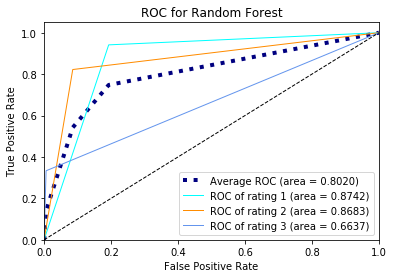 ROC for Random Forest
1.0
0.8
0.6
0.4
0.2
0.0
True Positive Rate
Average ROC (area = 0.8020)
ROC of rating 1 (area = 0.8742)
ROC of rating 2 (area = 0.8683)
ROC of rating 3 (area = 0.6637)
0.0 0.2 0.4 0.6 0.8 1.0
False Positive Rate